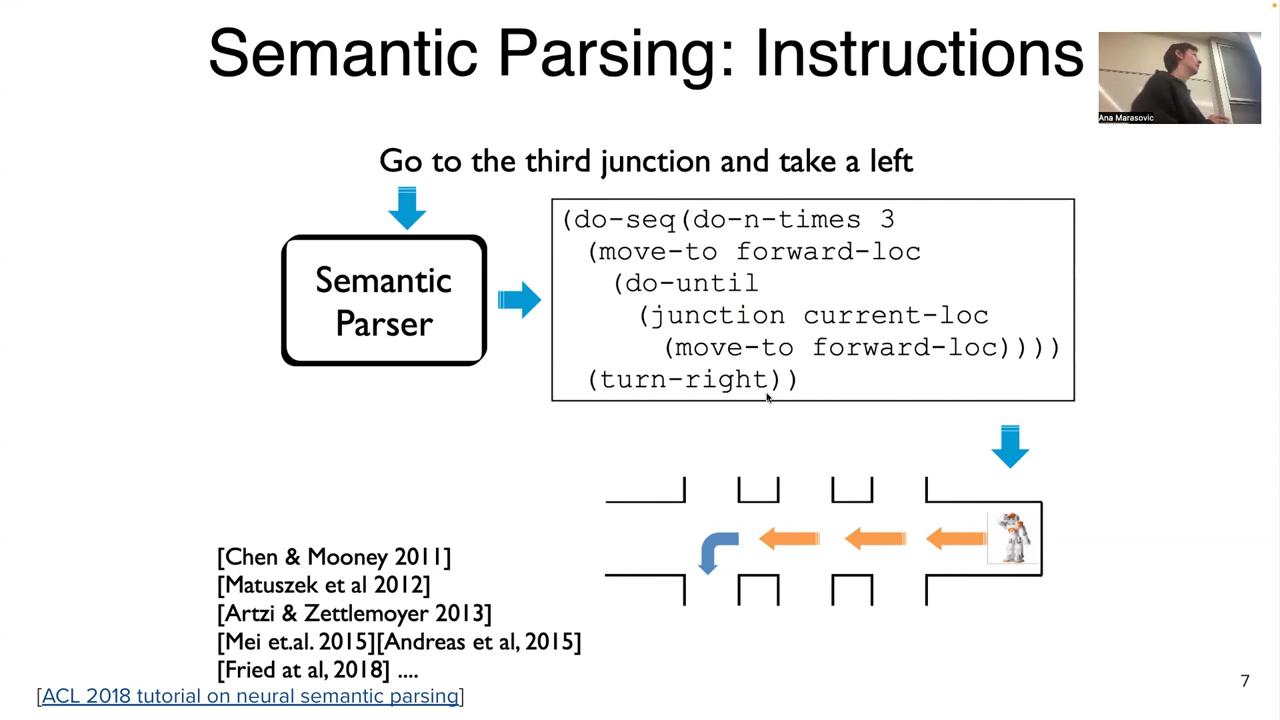 Semantic Parsing: Instructions
Ana Marasovic
Go to the third junction and take a left
Semantic
Parser
(do-seq(do-n-times 3
(move-to forward-loc
(do-until
(junction current-loc
(move-to forward-loc))))
(turn-right))
[Chen & Mooney 2011]
[Matuszek et al 2012]
[Artzi & Zettlemoyer 2013]
[Mei et.al. 2015][Andreas et al, 2015]
[Fried at al, 2018] ....
[ACL 2018 tutorial on neural semantic parsing]
7